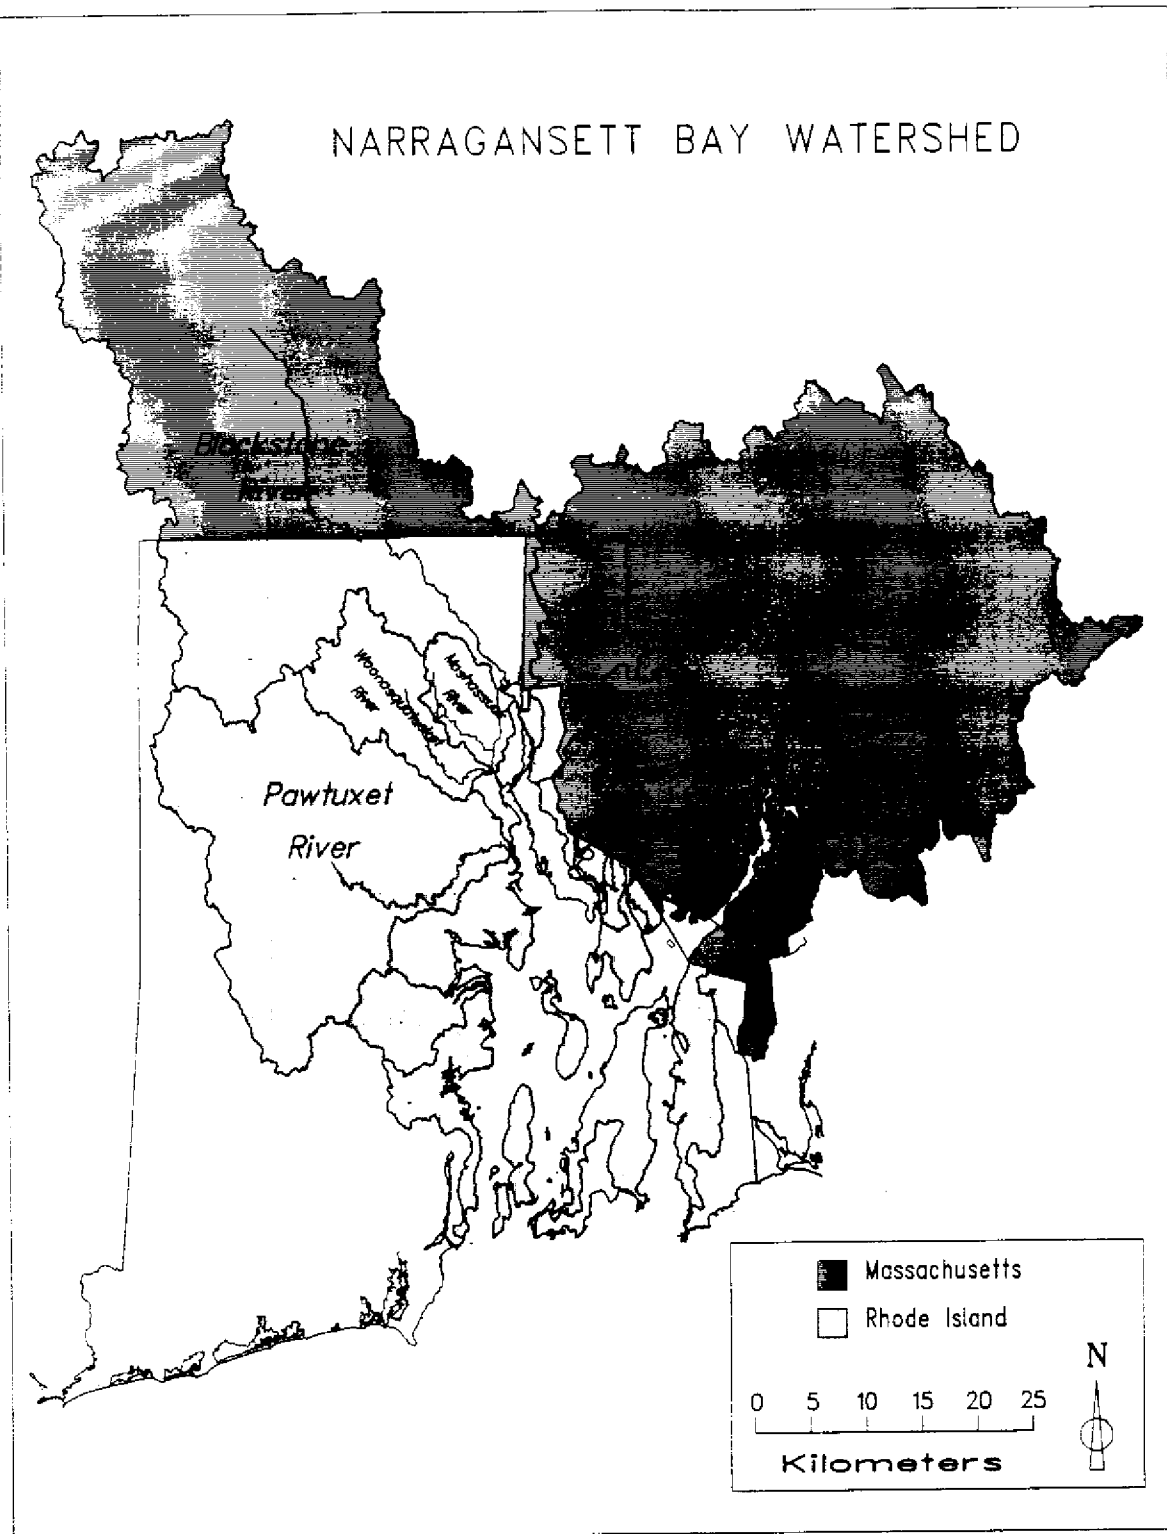 NARRAGANSETT BAY WATERSHED
Blackstone
River
Woonasquatucket
River
Moshassuck
River
Pawtuxet
River
Massachusetts
Rhode Island
N
0 5 10 15 20 25
Kilometers